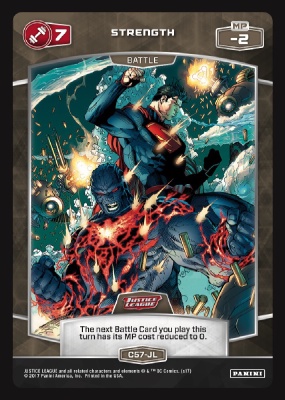 7
STRENGTH
MP
-2
BATTLE
JUSTICE
LEAGUE
The next Battle Card you play this
turn has its MP cost reduced to 0.
C57-JL
JUSTICE LEAGUE and all related characters and elements © & ™ DC Comics. (s17)
© 2017 Panini America, Inc. Printed in the USA.
PANINI